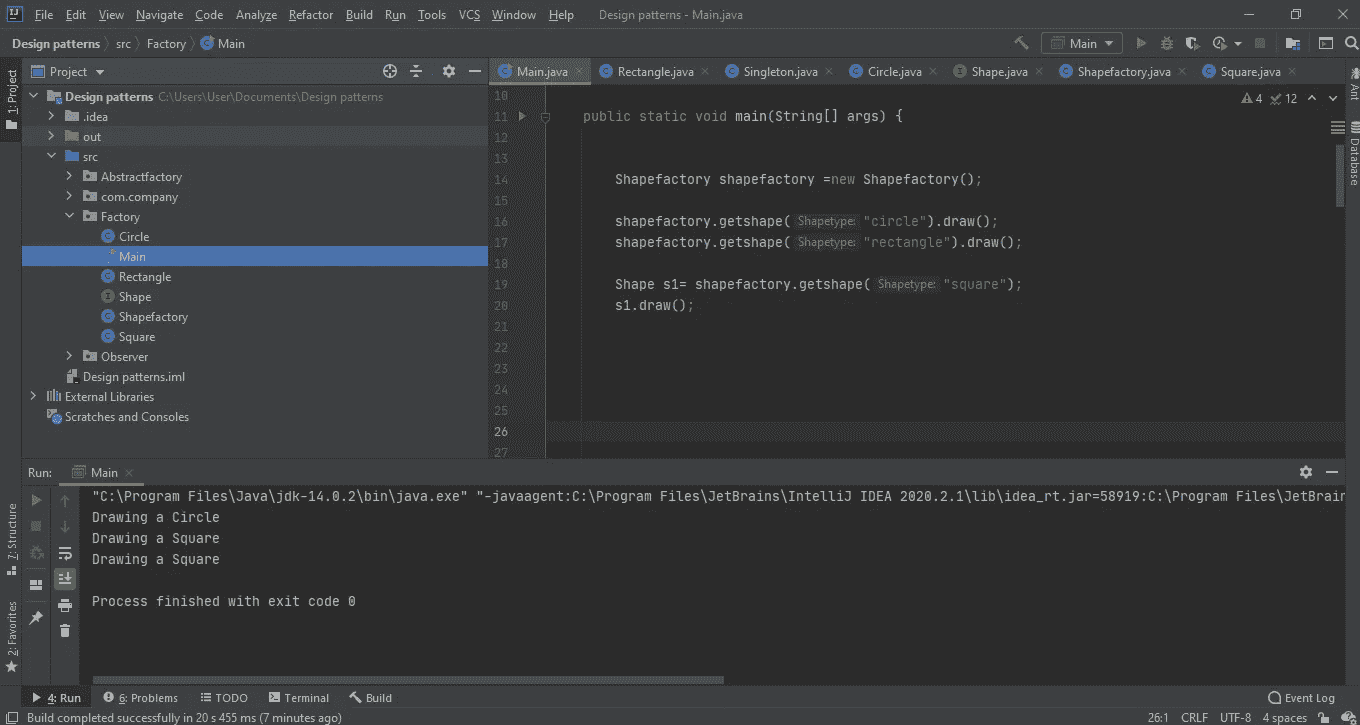 File Edit View Navigate Code Analyze Refactor Build Run Tools VCS Window Help Design patterns - Main.java
Design patterns src Factory Main Main
1: Project
Project
Main.java Rectangle.java Singleton.java Circle.java Shape.java Shapefactory.java Square.java
Design patterns C:\Users\User\Documents\Design patterns
.idea
out
src
Abstractfactory
com.company
Factory
Circle
Main
Rectangle
Shape
Shapefactory
Square
Observer
Design patterns.iml
External Libraries
Scratches and Consoles
4 12
10
11 public static void main(String[] args) {
12
13
14 Shapefactory shapefactory =new Shapefactory();
15
16 shapefactory.getshape( Shapetype: "circle").draw();
17 shapefactory.getshape( Shapetype: "rectangle").draw();
18
19 Shape s1= shapefactory.getshape( Shapetype: "square");
20 s1.draw();
21
22
23
24
25
26
27
Ant
Database
Run: Main
"C:\Program Files\Java\jdk-14.0.2\bin\java.exe" "-javaagent:C:\Program Files\JetBrains\IntelliJ IDEA 2020.2.1\lib\idea_rt.jar=58919:C:\Program Files\JetBrain
Drawing a Circle
Drawing a Square
Drawing a Square
Process finished with exit code 0
7: Structure
2: Favorites
4: Run 6: Problems TODO Terminal Build Event Log
Build completed successfully in 20 s 455 ms (7 minutes ago) 26:1 CRLF UTF-8 4 spaces